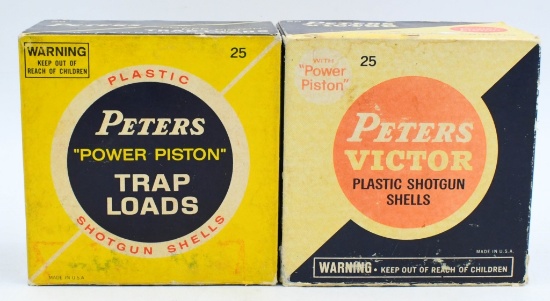 WARNING
KEEP OUT OF
REACH OF CHILDREN
25
PLASTIC
PETERS
"POWER PISTON"
TRAP
LOADS
SHOTGUN SHELLS
MADE IN U.S.A.
WITH
"Power
Piston"
25
PETERS
VICTOR
PLASTIC SHOTGUN
SHELLS
MADE IN U.S.A.
WARNING • KEEP OUT OF REACH OF CHILDREN